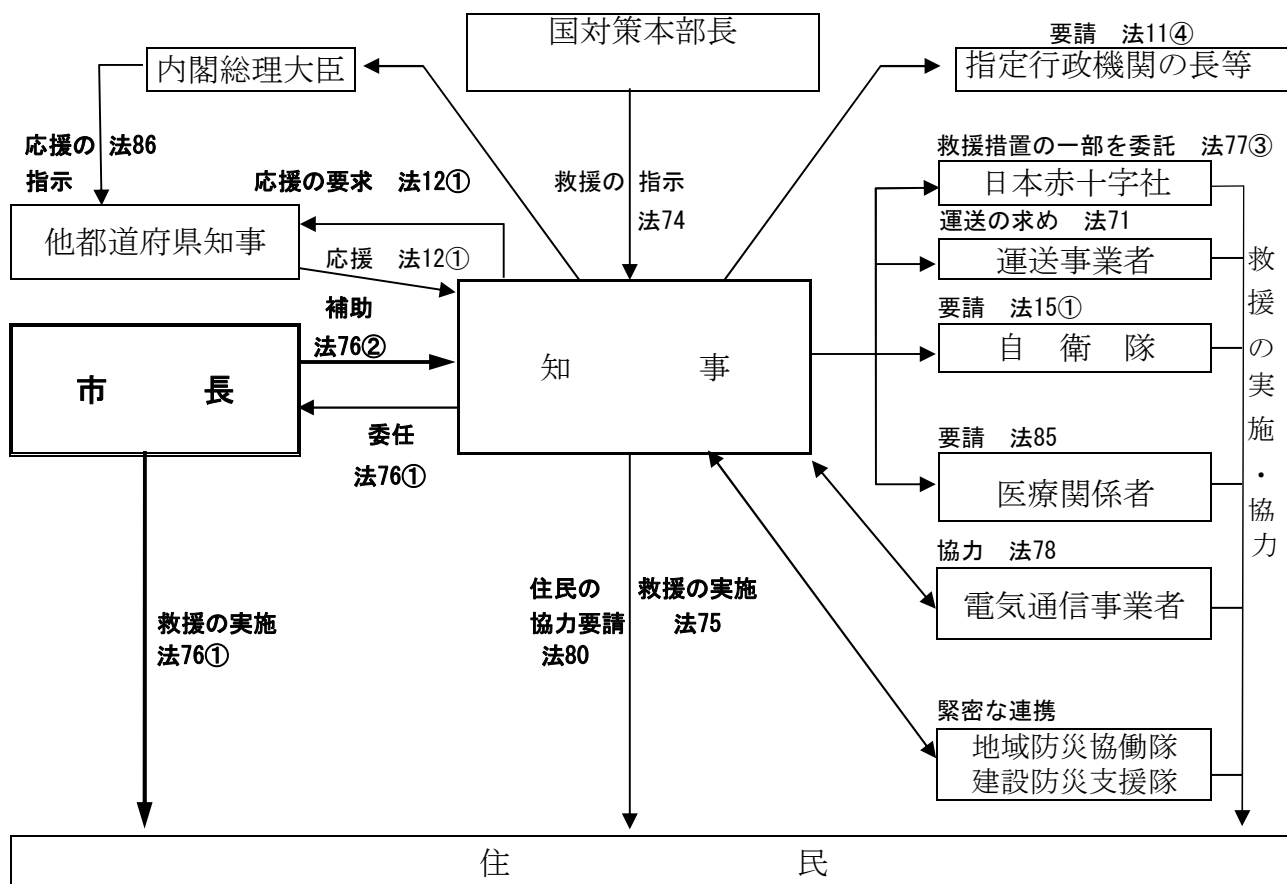 国対策本部長
要請 法11④
内閣総理大臣
指定行政機関の長等
応援の 法86
指示
応援の要求 法12①
救援の 指示
法74
救援措置の一部を委託 法77③
日本赤十字社
他都道府県知事
応援 法12①
運送の求め 法71
運送事業者
補助
法76②
要請 法15①
自 衛 隊
市 長
知 事
委任
法76①
要請 法85
医療関係者
救援の実施・協力
協力 法78
電気通信事業者
救援の実施
法76①
住民の
協力要請
法80
救援の実施
法75
緊密な連携
地域防災協働隊
建設防災支援隊
住 民